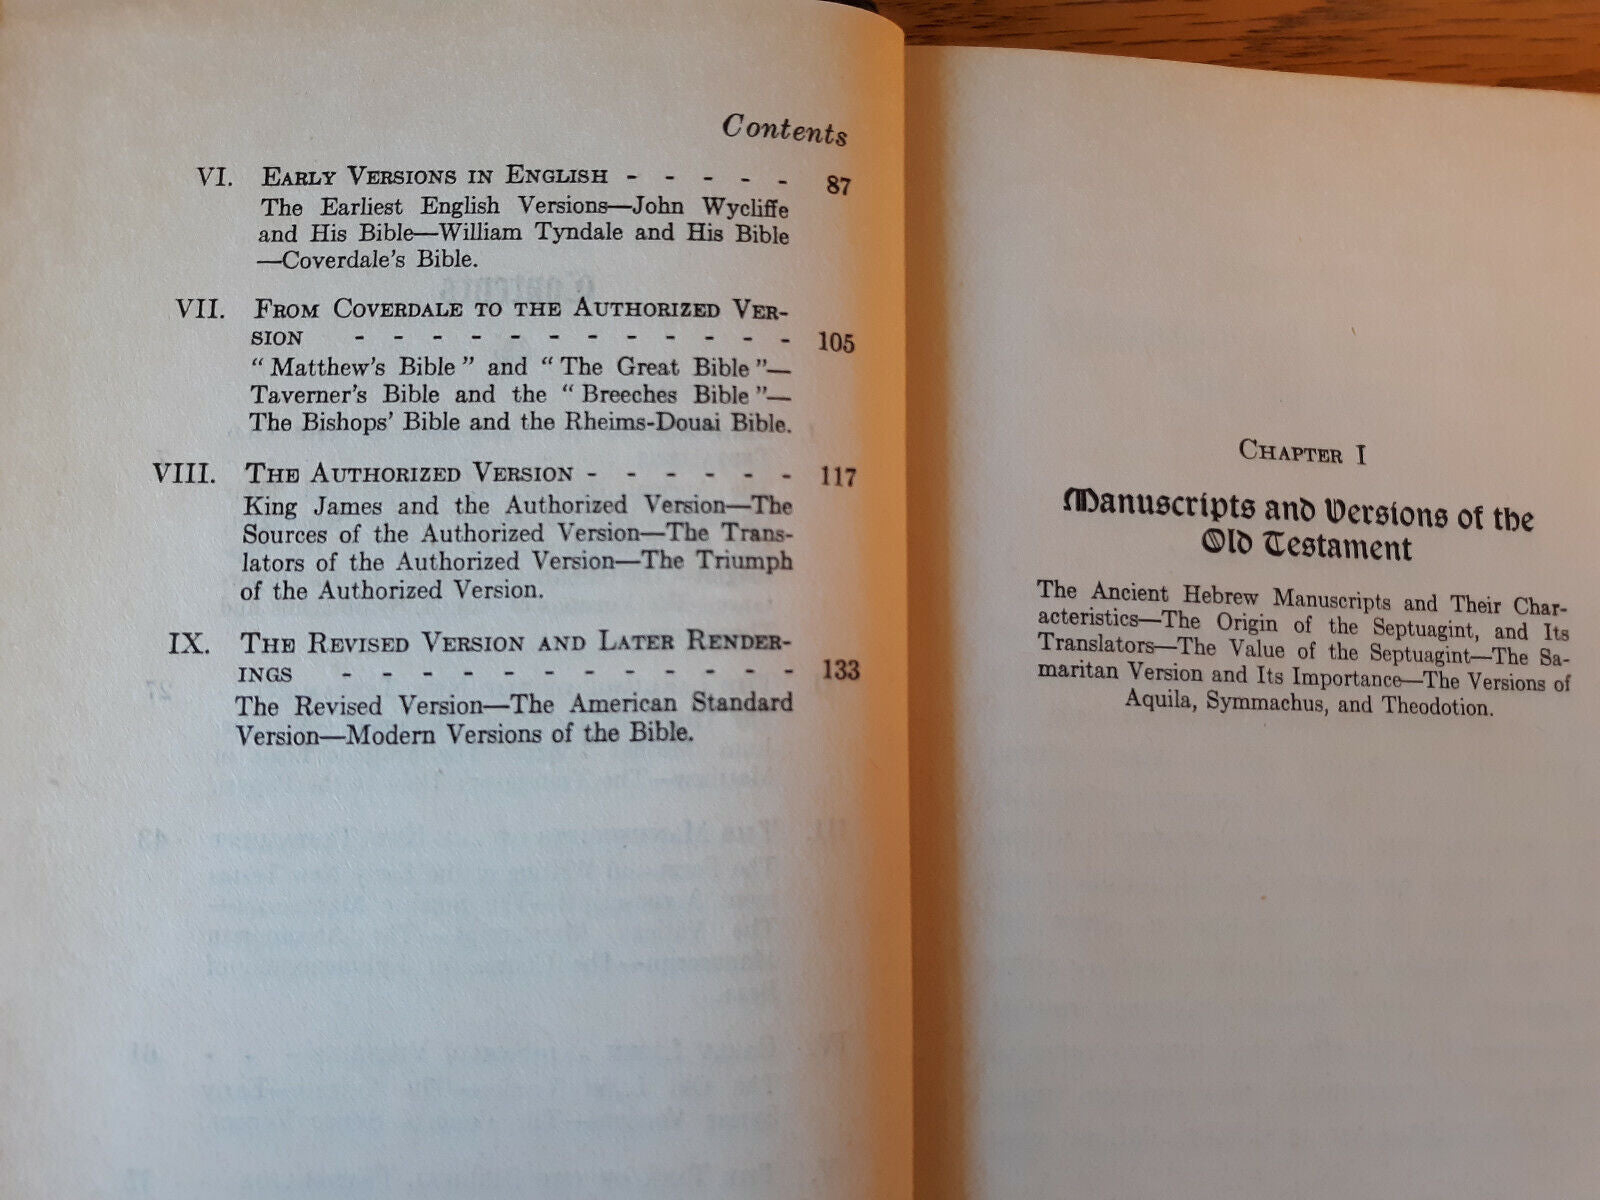 Contents
VI. EARLY VERSIONS IN ENGLISH - - - - - 87
The Earliest English Versions—John Wycliffe
and His Bible—William Tyndale and His Bible
—Coverdale's Bible.
VII. FROM COVERDALE TO THE AUTHORIZED VER-
SION - - - - - - - - - - - - 105
“Matthew's Bible” and “The Great Bible”—
Taverner's Bible and the “Breeches Bible”—
The Bishops' Bible and the Rheims-Douai Bible.
VIII. THE AUTHORIZED VERSION - - - - - - 117
King James and the Authorized Version—The
Sources of the Authorized Version—The Trans-
lators of the Authorized Version—The Triumph
of the Authorized Version.
IX. THE REVISED VERSION AND LATER RENDER-
INGS - - - - - - - - - - - - 133
The Revised Version—The American Standard
Version—Modern Versions of the Bible.
CHAPTER I
Manuscripts and Versions of the
Old Testament
The Ancient Hebrew Manuscripts and Their Char-
acteristics—The Origin of the Septuagint, and Its
Translators—The Value of the Septuagint—The Sa-
maritan Version and Its Importance—The Versions of
Aquila, Symmachus, and Theodotion.